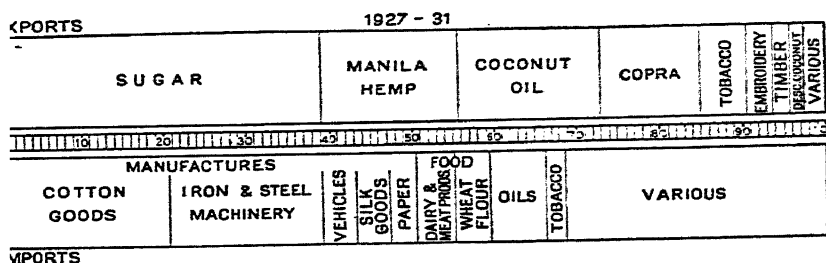 XPORTS
1927 - 31
SUGAR
MANILA
HEMP
COCONUT
OIL
COPRA
TOBACCO
EMBROIDERY
TIMBER
DESC. COCONUT
VARIOUS
10 20 30 40 50 60 70 80 90
MANUFACTURES
FOOD
COTTON
GOODS
IRON & STEEL
MACHINERY
VEHICLES
SILK
GOODS
PAPER
DAIRY &
MEAT PRODS.
WHEAT
FLOUR
OILS
TOBACCO
VARIOUS
MPORTS